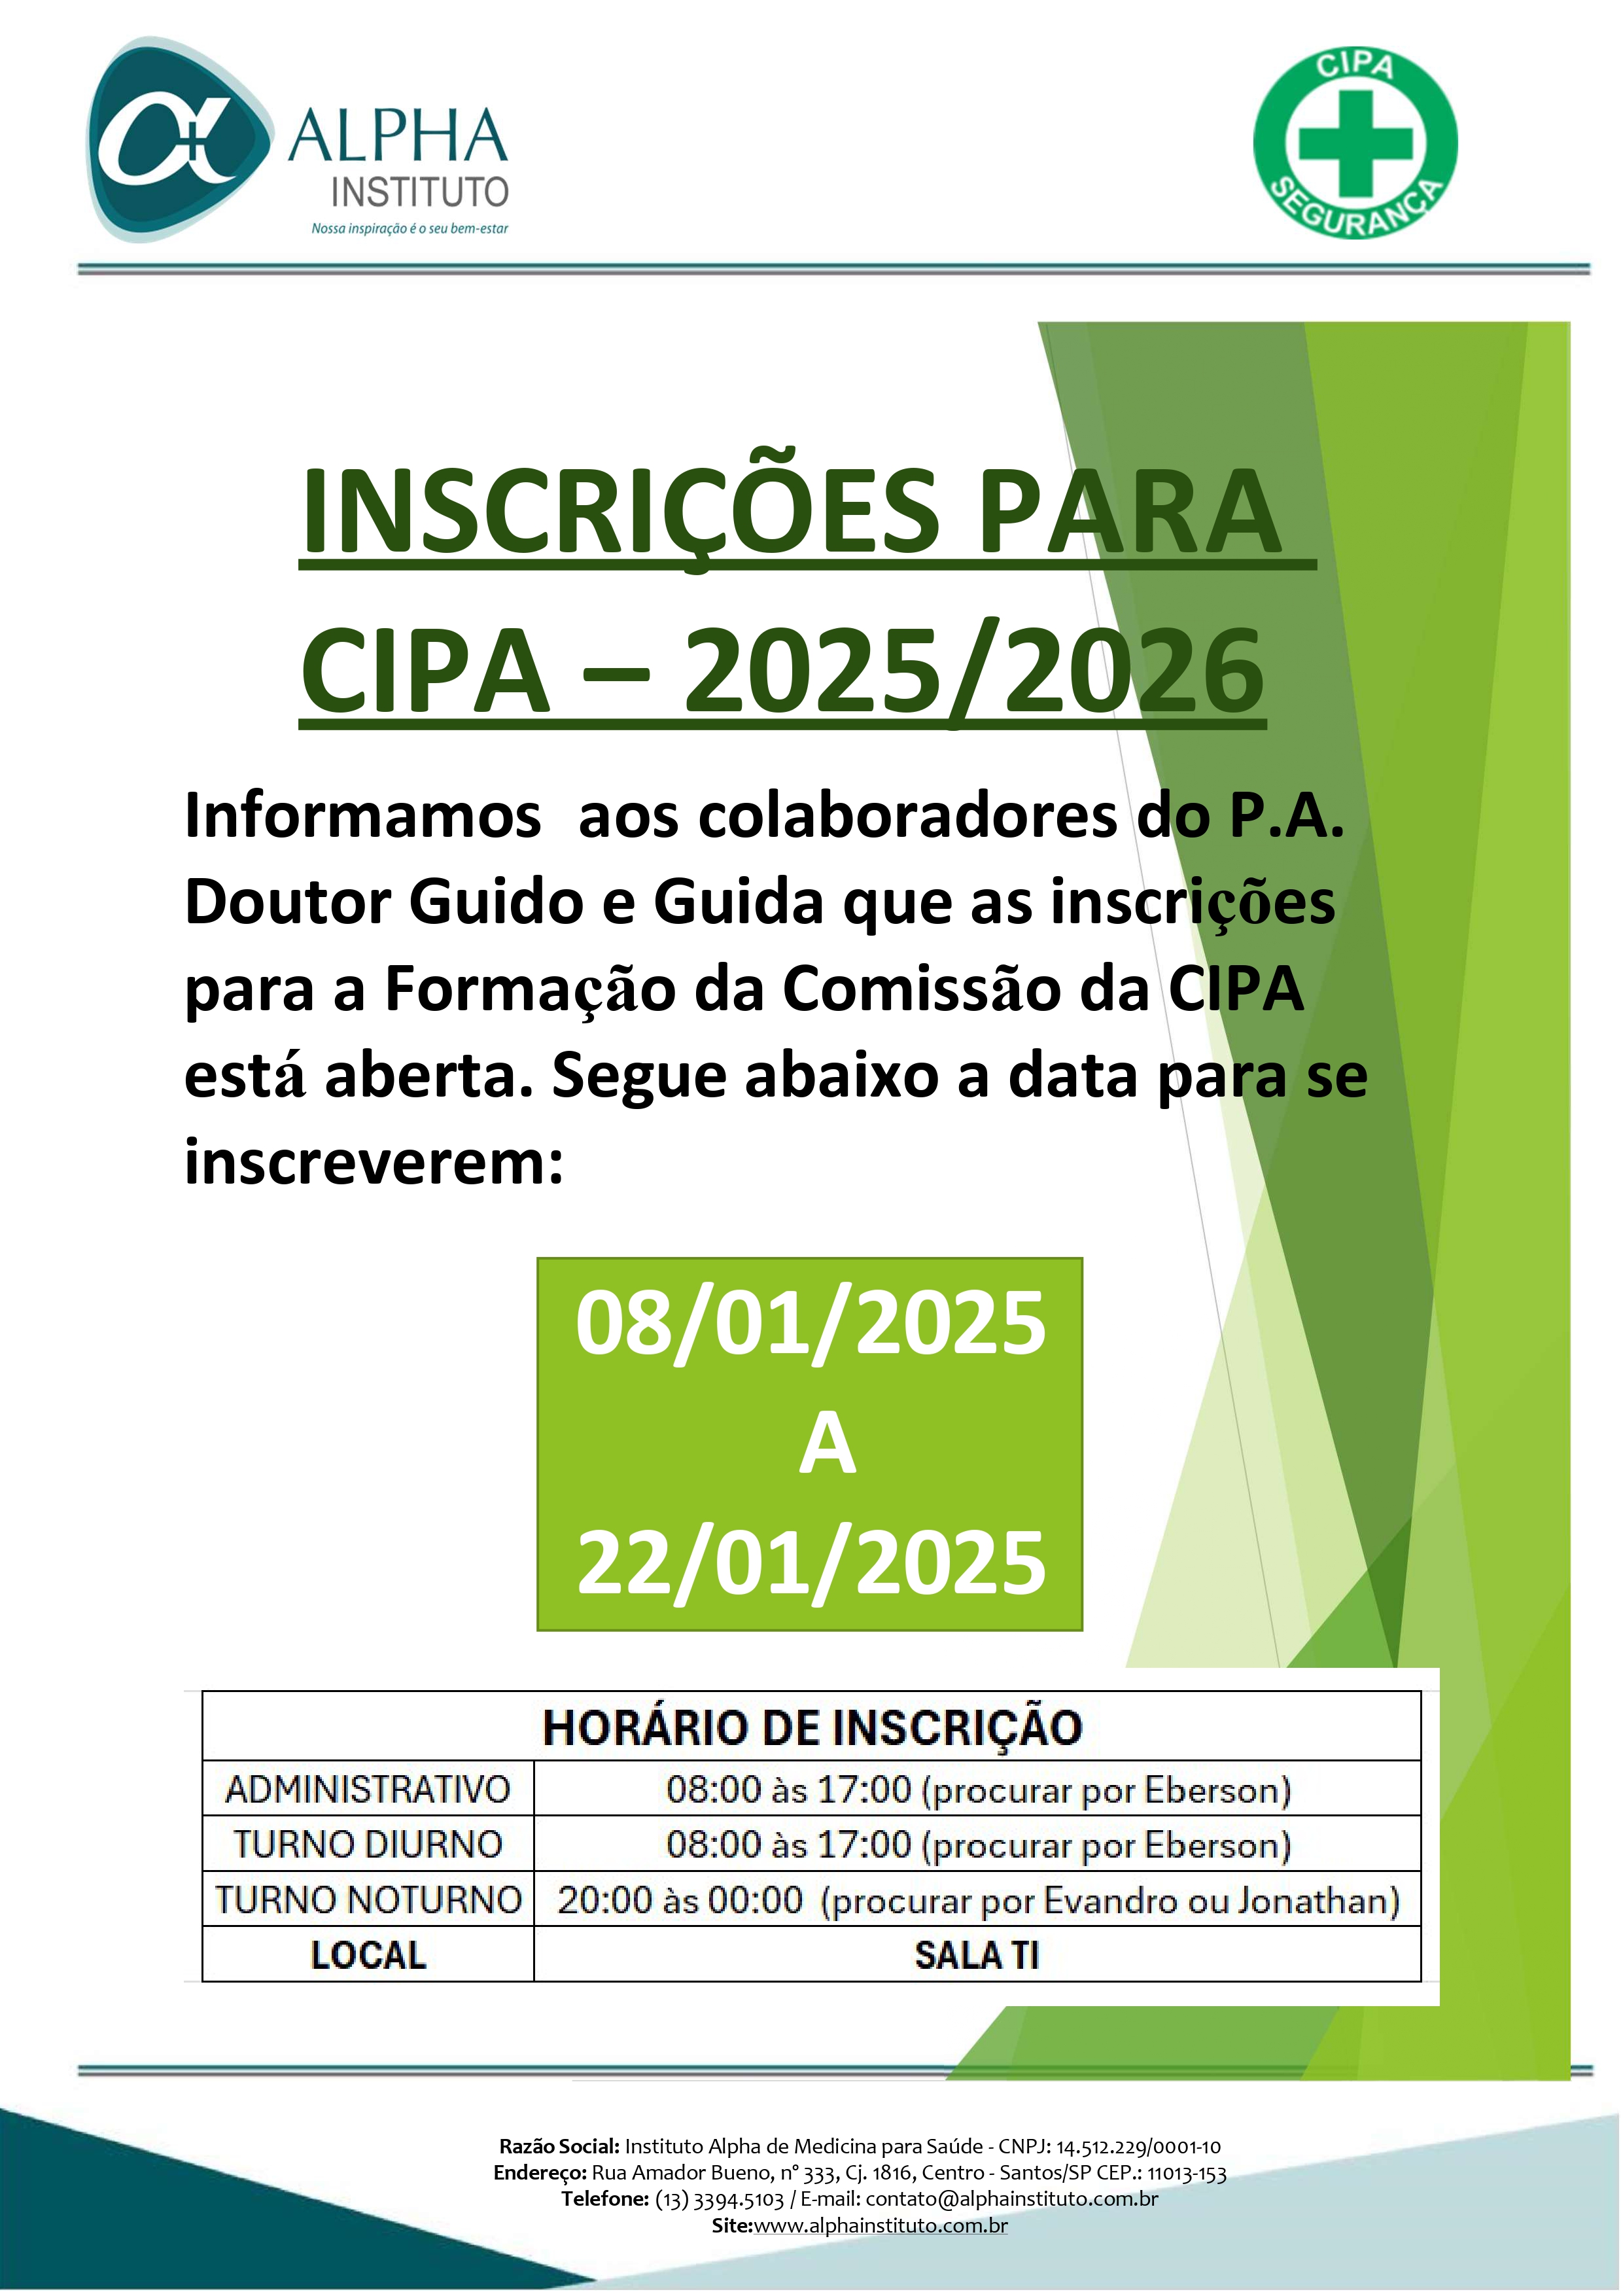 ALPHA
INSTITUTO
Nossa inspiração é o seu bem-estar
CIPA
SEGURANÇA
INSCRIÇÕES PARA
CIPA – 2025/2026
Informamos  aos colaboradores do P.A.
Doutor Guido e Guida que as inscrições
para a Formação da Comissão da CIPA
está aberta. Segue abaixo a data para se
inscreverem:
08/01/2025
A
22/01/2025
HORÁRIO DE INSCRIÇÃO
ADMINISTRATIVO 08:00 às 17:00 (procurar por Eberson)
TURNO DIURNO 08:00 às 17:00 (procurar por Eberson)
TURNO NOTURNO 20:00 às 00:00  (procurar por Evandro ou Jonathan)
LOCAL SALA TI
Razão Social: Instituto Alpha de Medicina para Saúde - CNPJ: 14.512.229/0001-10
Endereço: Rua Amador Bueno, n° 333, Cj. 1816, Centro - Santos/SP CEP.: 11013-153
Telefone: (13) 3394.5103 / E-mail: contato@alphainstituto.com.br
Site:www.alphainstituto.com.br